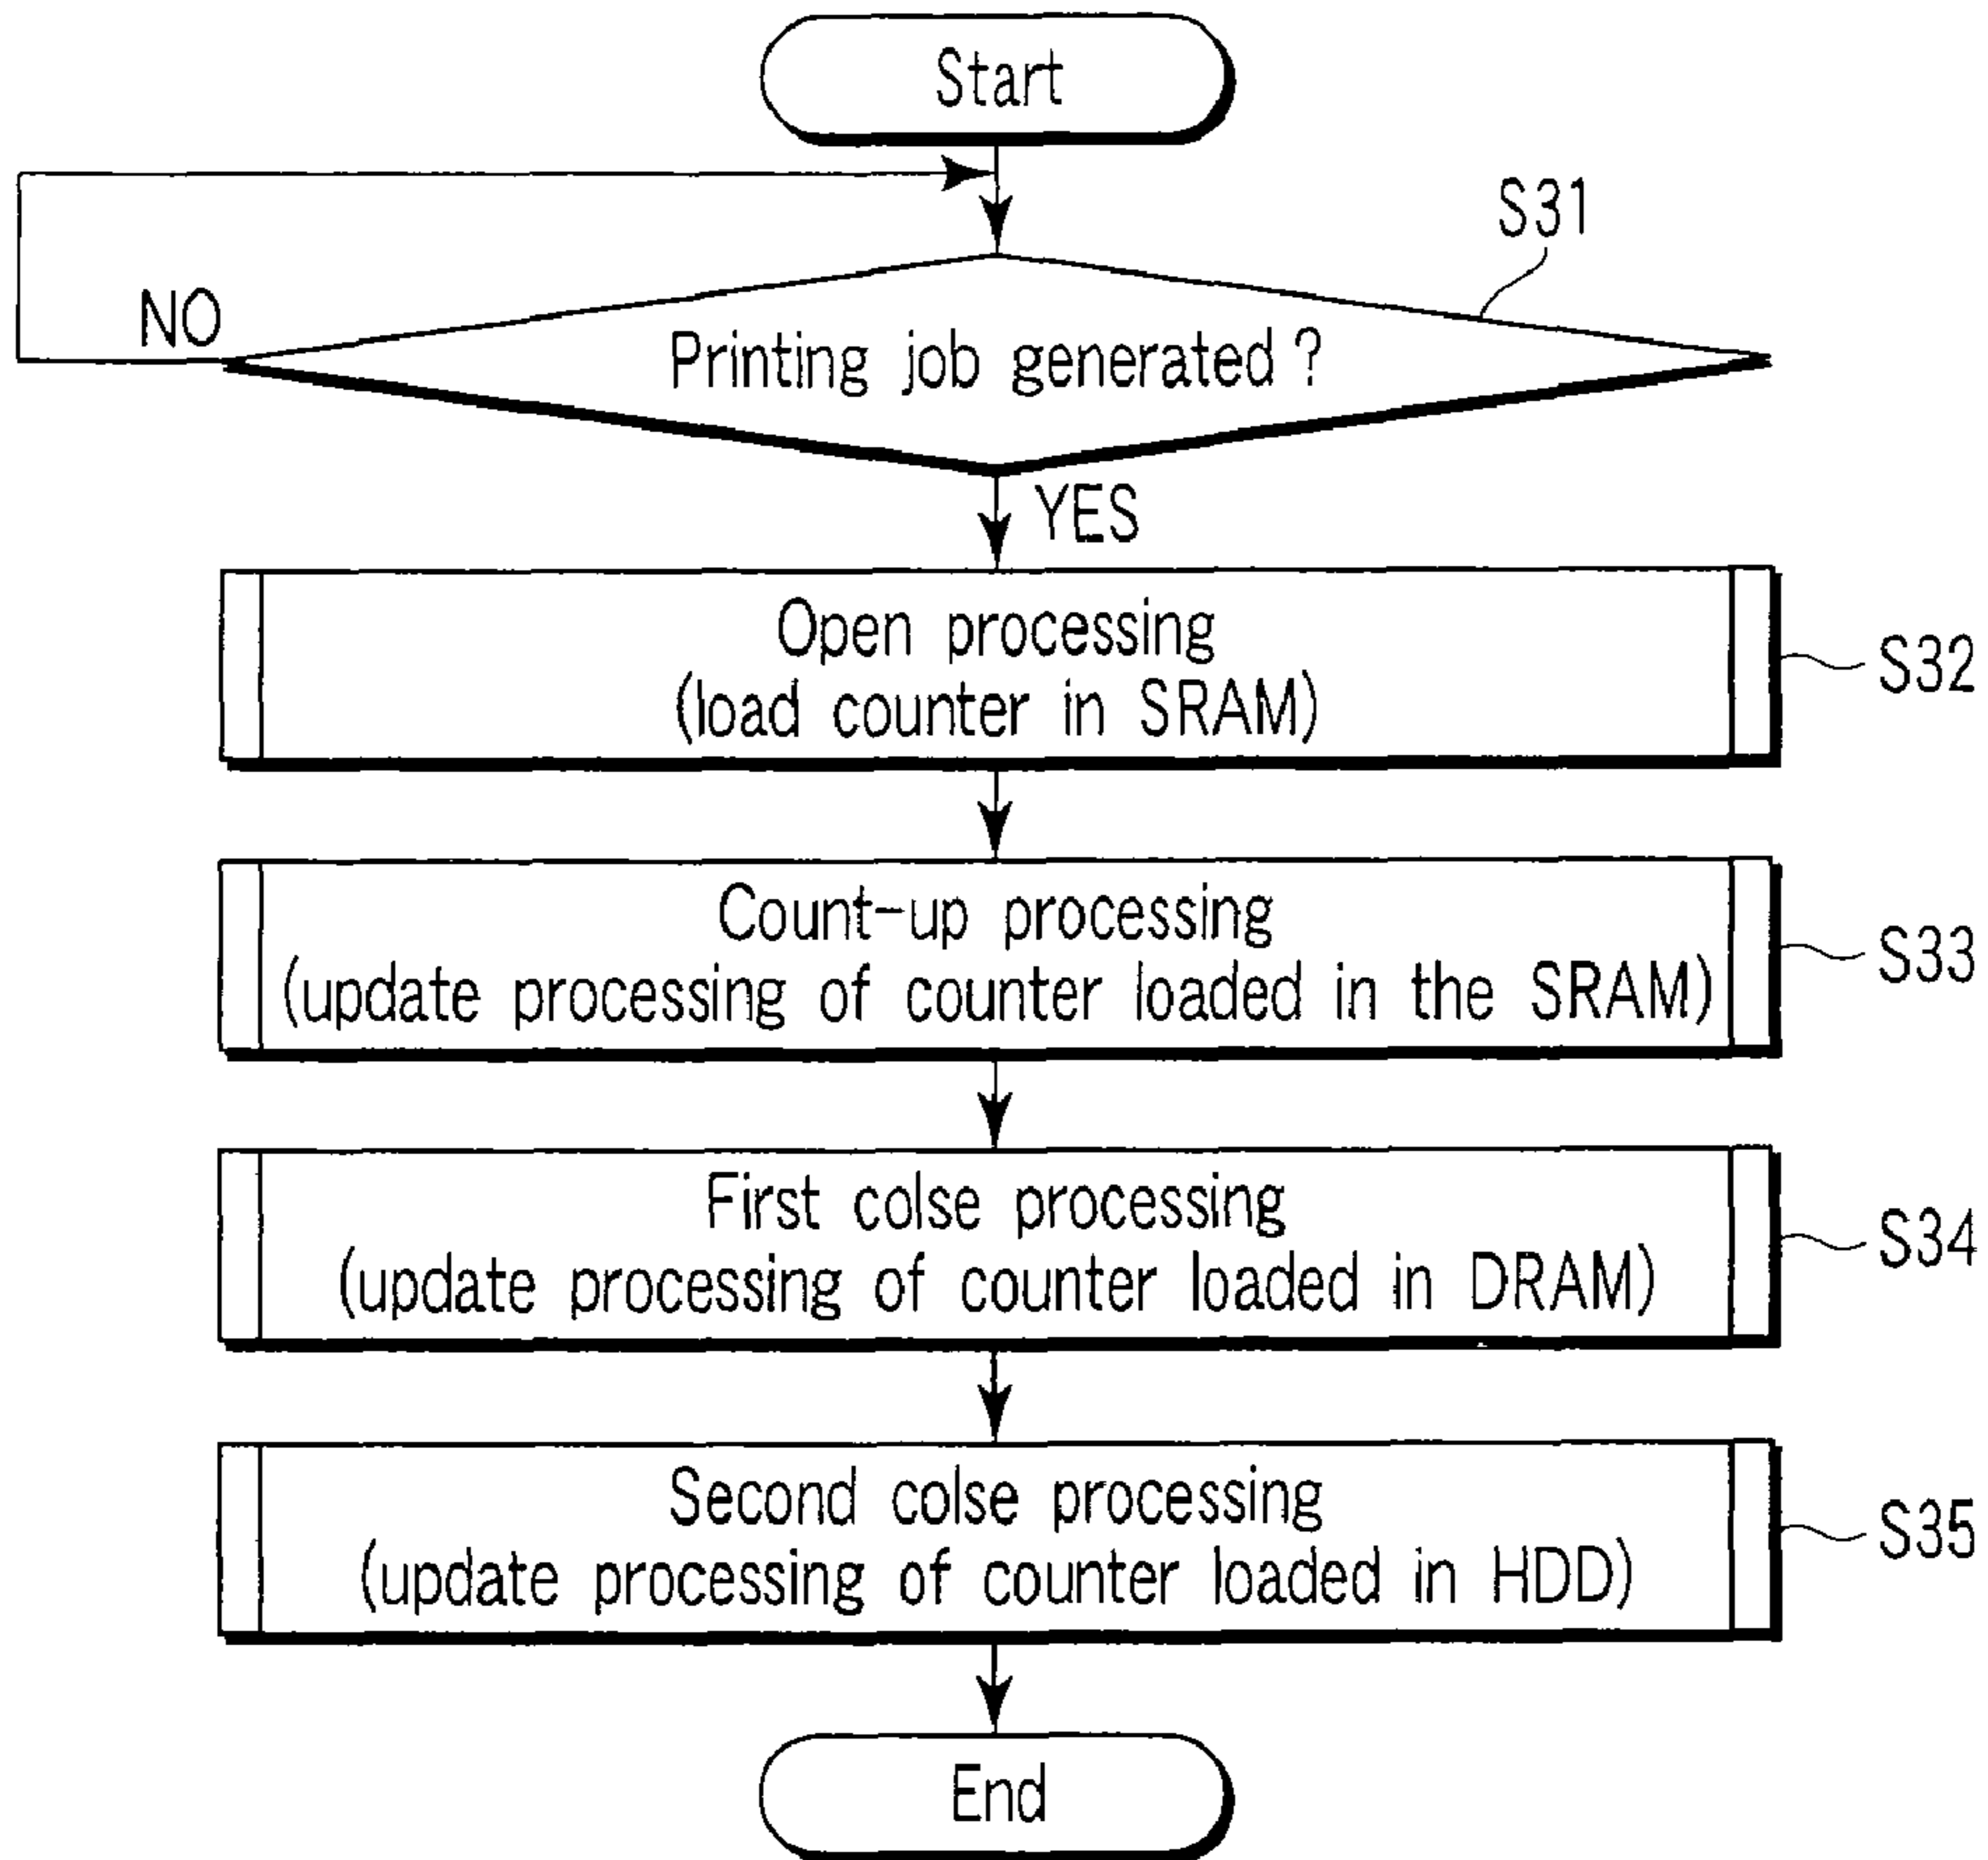 Start
S31
NO
Printing job generated ?
YES
Open processing
(load counter in SRAM)
S32
Count-up processing
(update processing of counter loaded in the SRAM)
S33
First colse processing
(update processing of counter loaded in DRAM)
S34
Second colse processing
(update processing of counter loaded in HDD)
S35
End